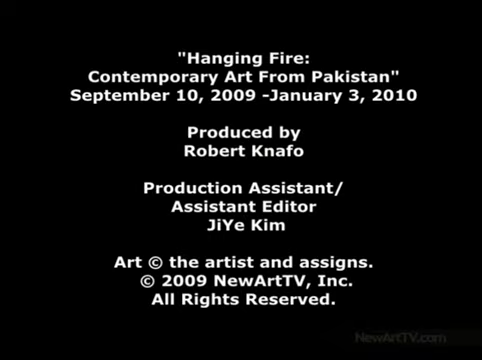 "Hanging Fire:
Contemporary Art From Pakistan"
September 10, 2009 -January 3, 2010
Produced by
Robert Knafo
Production Assistant/
Assistant Editor
JiYe Kim
Art © the artist and assigns.
© 2009 NewArtTV, Inc.
All Rights Reserved.
NewArtTV.com